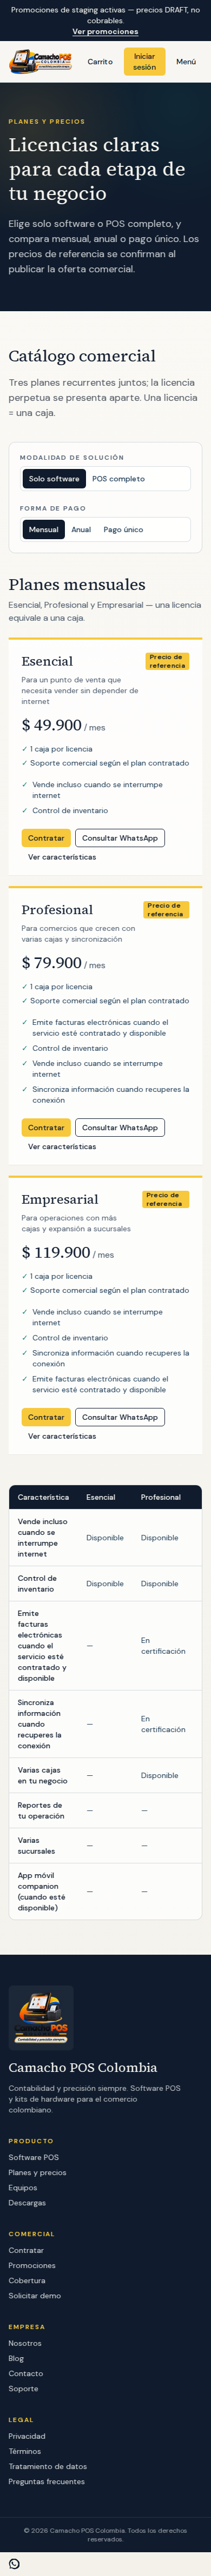 Promociones de staging activas — precios DRAFT, no
cobrables.
Ver promociones
Camacho POS
COLOMBIA
Carrito
Iniciar
sesión
Menú
PLANES Y PRECIOS
Licencias claras
para cada etapa de
tu negocio
Elige solo software o POS completo, y
compara mensual, anual o pago único. Los
precios de referencia se confirman al
publicar la oferta comercial.
Catálogo comercial
Tres planes recurrentes juntos; la licencia
perpetua se presenta aparte. Una licencia
= una caja.
MODALIDAD DE SOLUCIÓN
Solo software
POS completo
FORMA DE PAGO
Mensual
Anual
Pago único
Planes mensuales
Esencial, Profesional y Empresarial — una licencia
equivale a una caja.
Esencial
Precio de
referencia
Para un punto de venta que
necesita vender sin depender de
internet
$ 49.900 / mes
✓ 1 caja por licencia
✓ Soporte comercial según el plan contratado
✓ Vende incluso cuando se interrumpe
internet
✓ Control de inventario
Contratar
Consultar WhatsApp
Ver características
Profesional
Precio de
referencia
Para comercios que crecen con
varias cajas y sincronización
$ 79.900 / mes
✓ 1 caja por licencia
✓ Soporte comercial según el plan contratado
✓ Emite facturas electrónicas cuando el
servicio esté contratado y disponible
✓ Control de inventario
✓ Vende incluso cuando se interrumpe
internet
✓ Sincroniza información cuando recuperes la
conexión
Contratar
Consultar WhatsApp
Ver características
Empresarial
Precio de
referencia
Para operaciones con más
cajas y expansión a sucursales
$ 119.900 / mes
✓ 1 caja por licencia
✓ Soporte comercial según el plan contratado
✓ Vende incluso cuando se interrumpe
internet
✓ Control de inventario
✓ Sincroniza información cuando recuperes la
conexión
✓ Emite facturas electrónicas cuando el
servicio esté contratado y disponible
Contratar
Consultar WhatsApp
Ver características
Característica Esencial Profesional
Vende incluso
cuando se
interrumpe
internet
Disponible Disponible
Control de
inventario
Disponible Disponible
Emite
facturas
electrónicas
cuando el
servicio esté
contratado y
disponible
—
En
certificación
Sincroniza
información
cuando
recuperes la
conexión
—
En
certificación
Varias cajas
en tu negocio
— Disponible
Reportes de
tu operación
— —
Varias
sucursales
— —
App móvil
companion
(cuando esté
disponible)
— —
Camacho POS
COLOMBIA
Camacho POS Colombia
Contabilidad y precisión siempre. Software POS
y kits de hardware para el comercio
colombiano.
PRODUCTO
Software POS
Planes y precios
Equipos
Descargas
COMERCIAL
Contratar
Promociones
Cobertura
Solicitar demo
EMPRESA
Nosotros
Blog
Contacto
Soporte
LEGAL
Privacidad
Términos
Tratamiento de datos
Preguntas frecuentes
© 2026 Camacho POS Colombia. Todos los derechos
reservados.